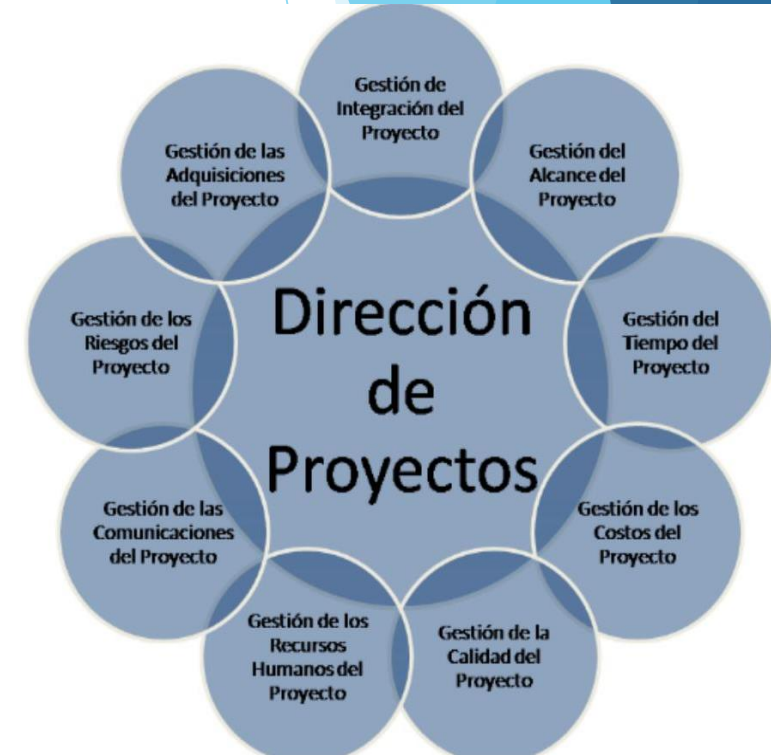 Gestión de
Integración del
Proyecto
Gestión del
Alcance del
Proyecto
Gestión del
Tiempo del
Proyecto
Gestión de los
Costos del
Proyecto
Gestión de la
Calidad del
Proyecto
Gestión de los
Recursos
Humanos del
Proyecto
Gestión de las
Comunicaciones
del Proyecto
Gestión de los
Riesgos del
Proyecto
Gestión de las
Adquisiciones
del Proyecto
Dirección
de
Proyectos